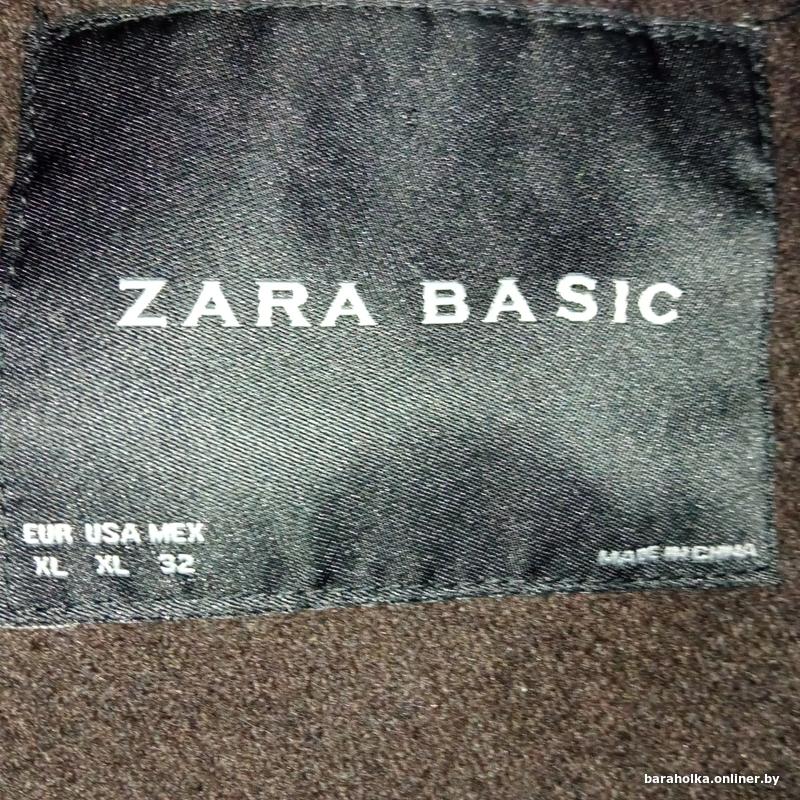 ZARA BASIC
EUR USA MEX
XL XL 32
MADE IN CHINA
baraholka.onliner.by